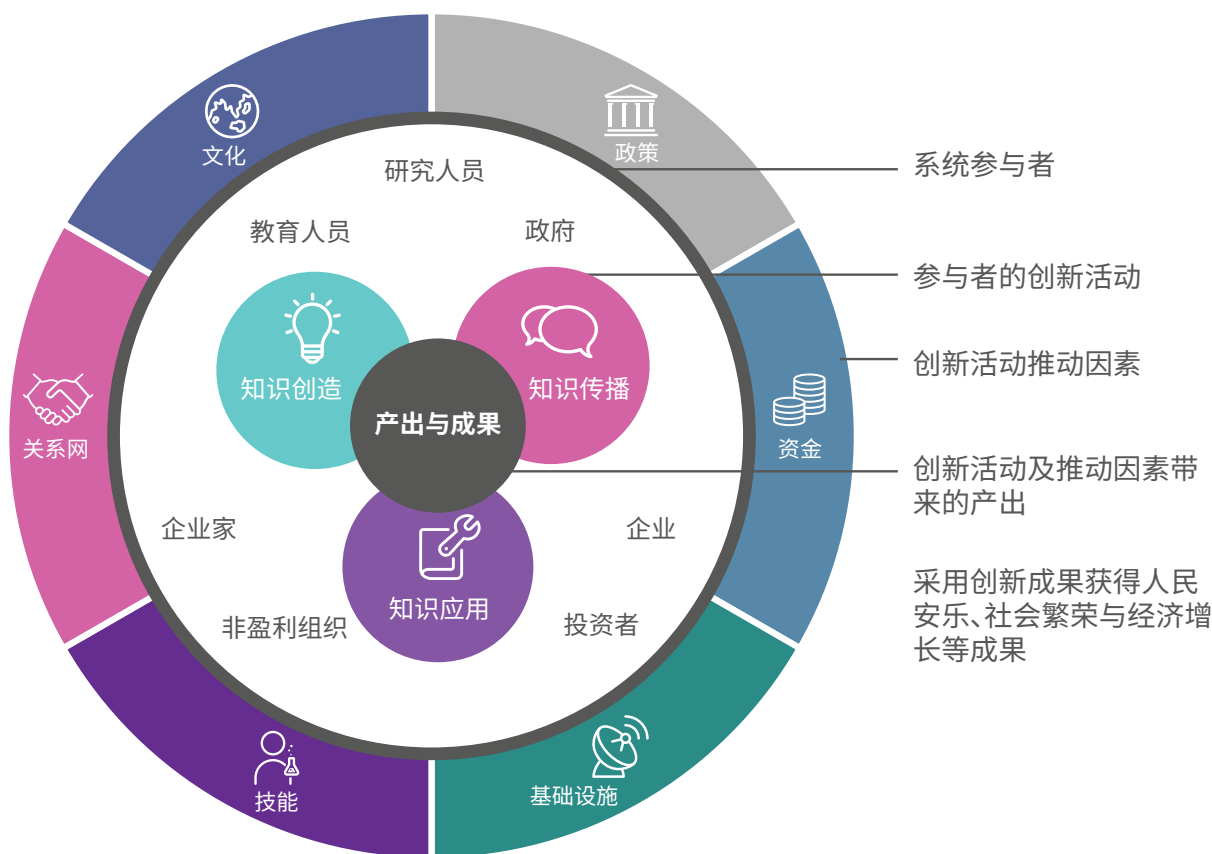 文化
政策
研究人员
系统参与者
教育人员
政府
参与者的创新活动
创新活动推动因素
知识创造
知识传播
产出与成果
关系网
资金
创新活动及推动因素带
来的产出
企业家
企业
采用创新成果获得人民
安乐、社会繁荣与经济增
长等成果
知识应用
非盈利组织
投资者
技能
基础设施